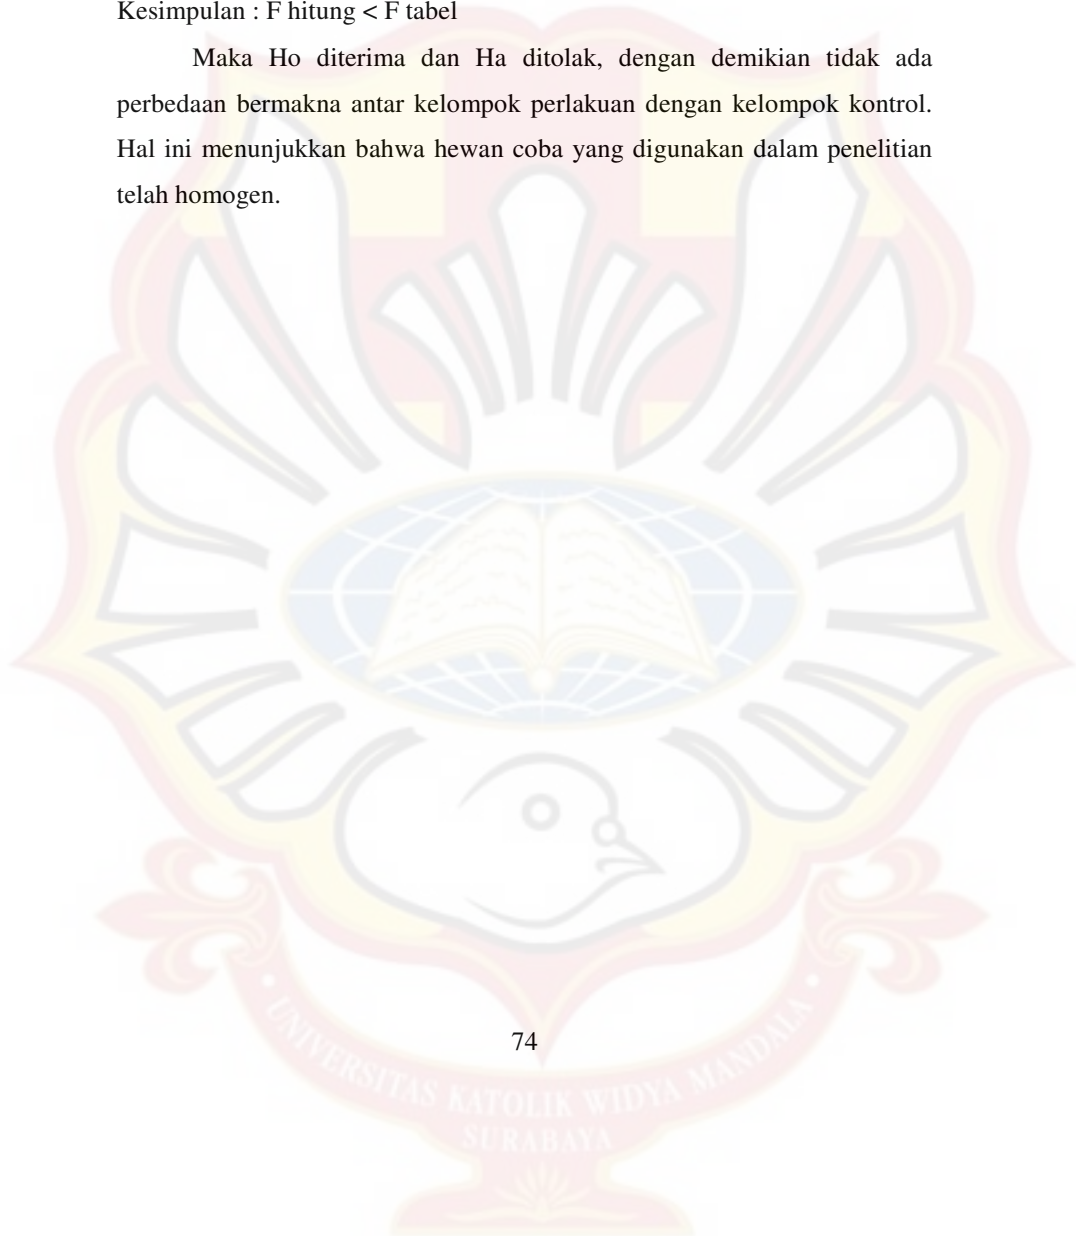 Kesimpulan : F hitung < F tabel
Maka Ho diterima dan Ha ditolak, dengan demikian tidak ada
perbedaan bermakna antar kelompok perlakuan dengan kelompok kontrol.
Hal ini menunjukkan bahwa hewan coba yang digunakan dalam penelitian
telah homogen.
74
• UNIVERSITAS KATOLIK WIDYA MANDALA •
SURABAYA